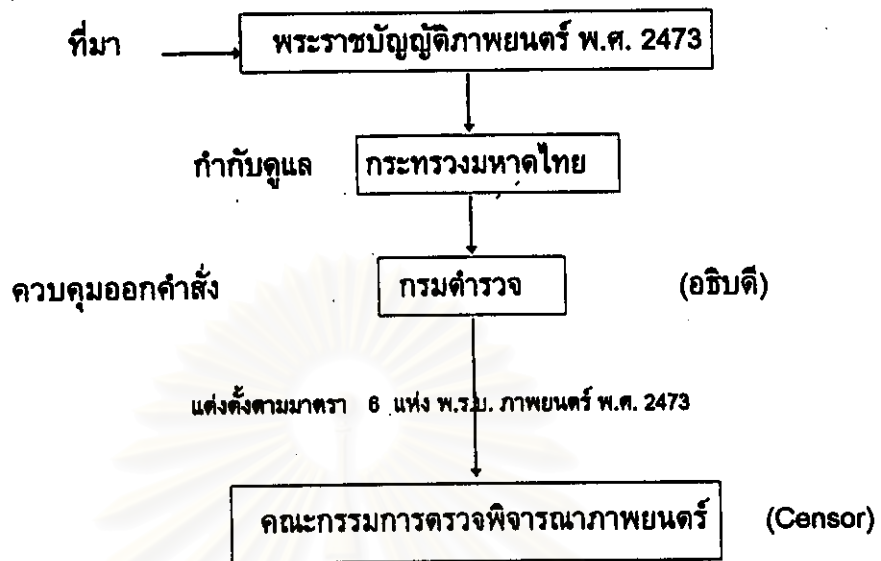 ที่มา พระราชบัญญัติภาพยนตร์ พ.ศ. 2473
กำกับดูแล กระทรวงมหาดไทย
ควบคุมออกคำสั่ง กรมตำรวจ (อธิบดี)
แต่งตั้งตามมาตรา 6 แห่ง พ.ร.บ. ภาพยนตร์ พ.ศ. 2473
คณะกรรมการตรวจพิจารณาภาพยนตร์ (Censor)